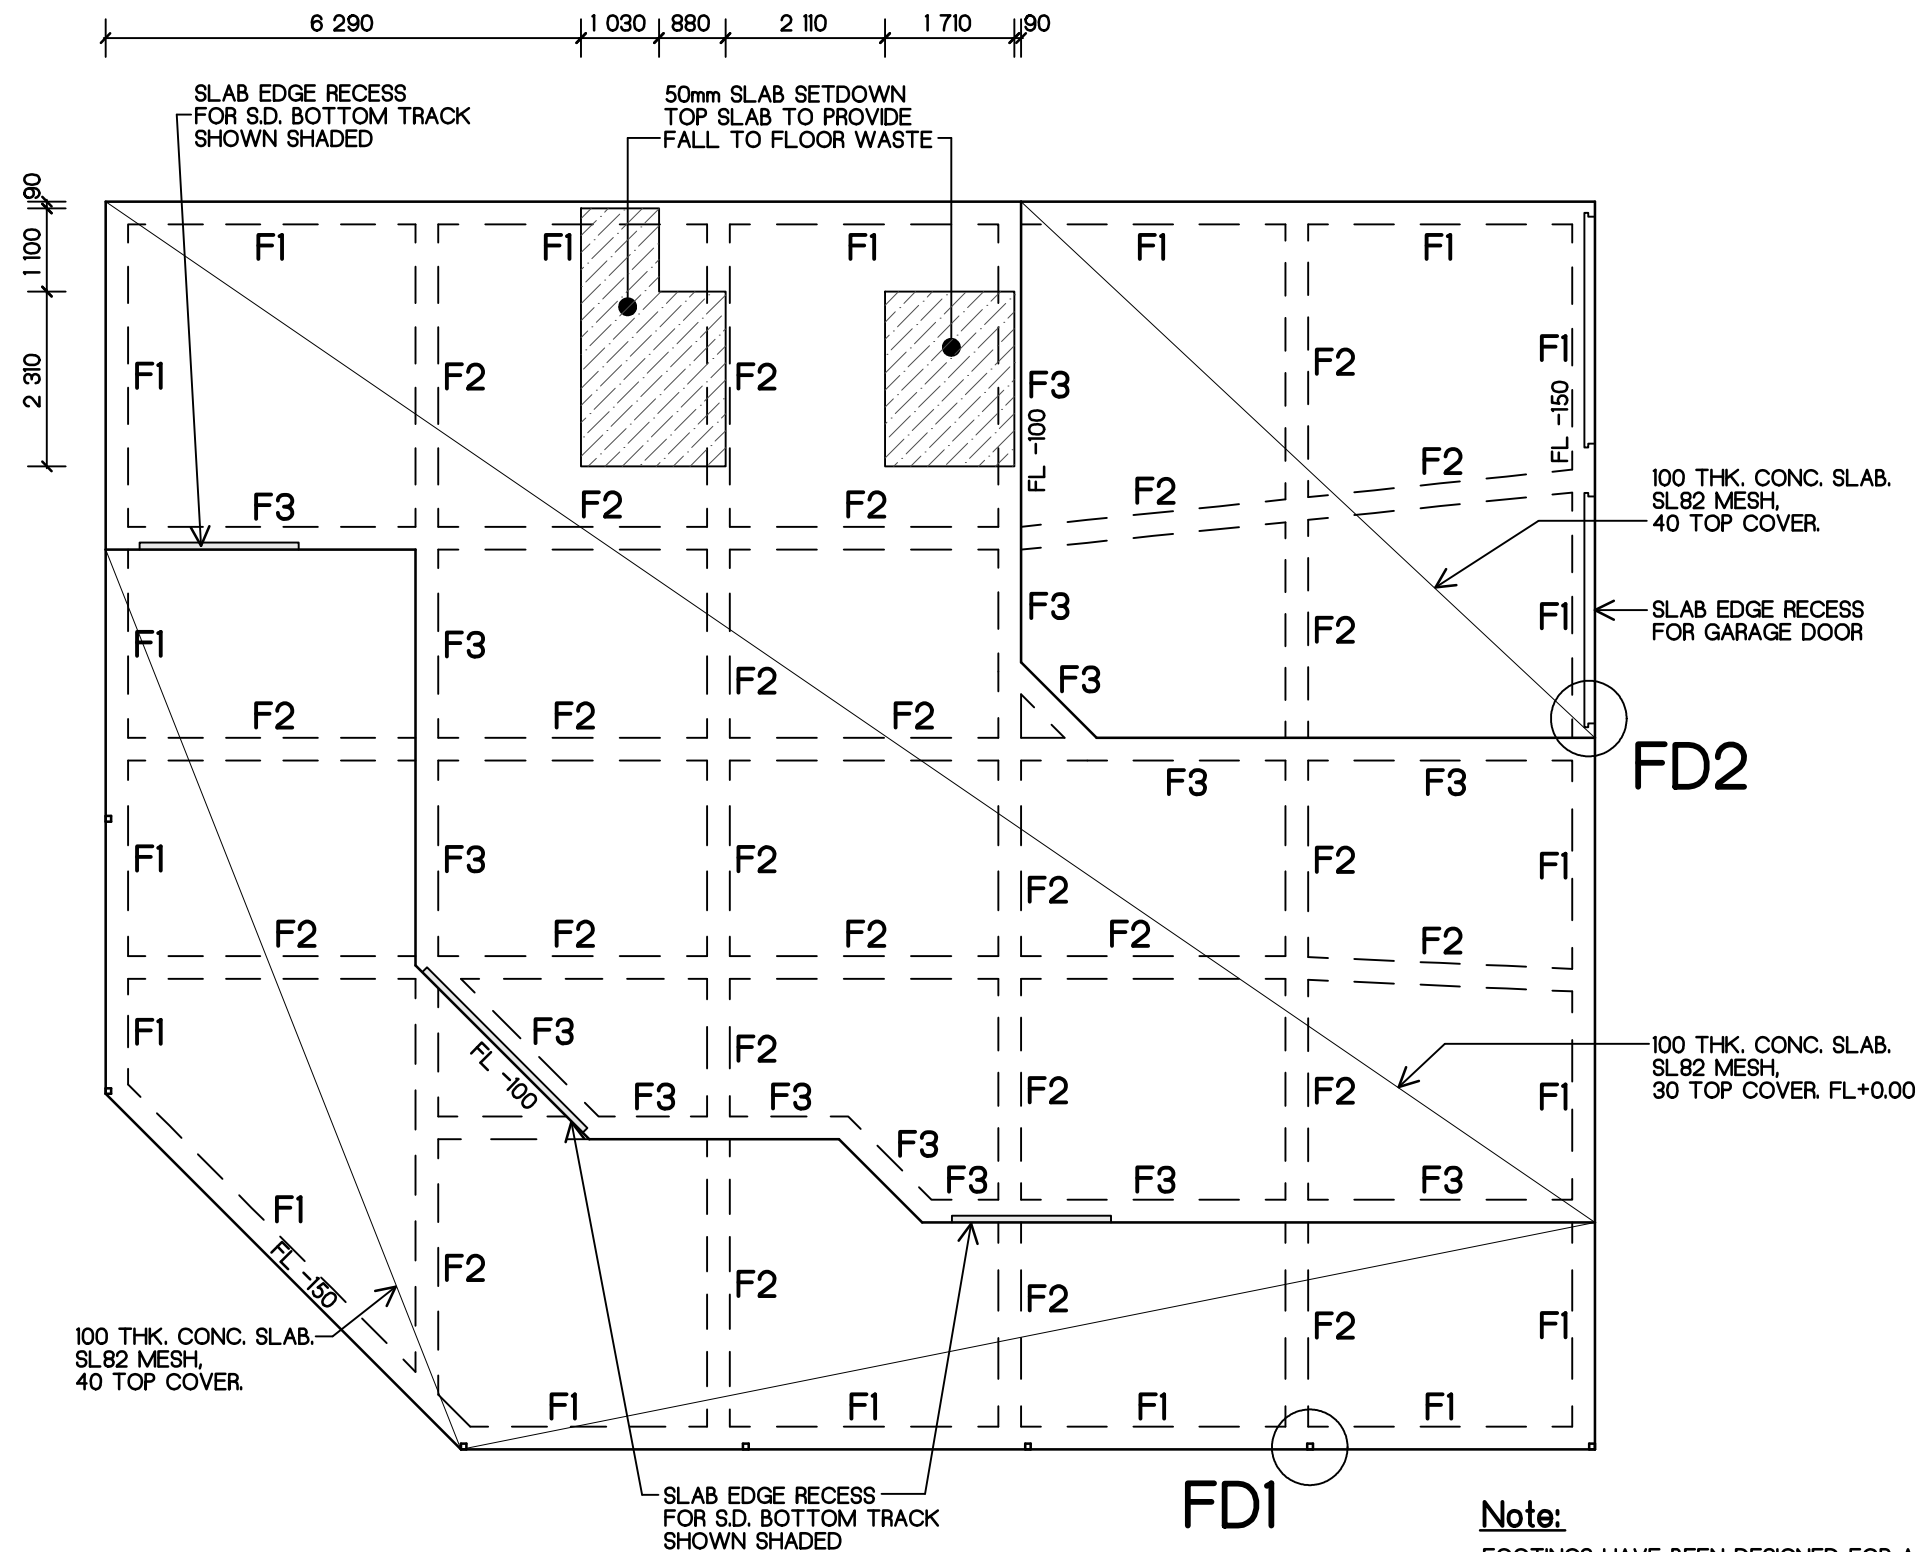 6 290
1 030
880
2 110
1 710
90
SLAB EDGE RECESS
FOR S.D. BOTTOM TRACK
SHOWN SHADED
50mm SLAB SETDOWN
TOP SLAB TO PROVIDE
FALL TO FLOOR WASTE
90
1 100
2 310
F1
F1
F1
F1
F1
F1
F2
F2
F3
FL -100
F2
F1
FL -150
F3
F2
F2
F2
F2
100 THK. CONC. SLAB.
SL82 MESH,
40 TOP COVER.
SLAB EDGE RECESS
FOR GARAGE DOOR
F1
F3
F2
F3
F3
F2
F1
F2
F2
F2
FD2
F3
F3
F1
F3
F2
F2
F2
F1
F2
F2
F2
F2
F2
F1
F3
FL -100
F2
F2
F2
F1
100 THK. CONC. SLAB.
SL82 MESH,
30 TOP COVER. FL+0.00
F3
F3
F3
F3
F3
F3
F1
FL -150
F2
F2
F2
F2
F1
100 THK. CONC. SLAB.
SL82 MESH,
40 TOP COVER.
F1
F1
F1
F1
SLAB EDGE RECESS
FOR S.D. BOTTOM TRACK
SHOWN SHADED
FD1
Note:
FOOTINGS HAVE BEEN DESIGNED FOR A